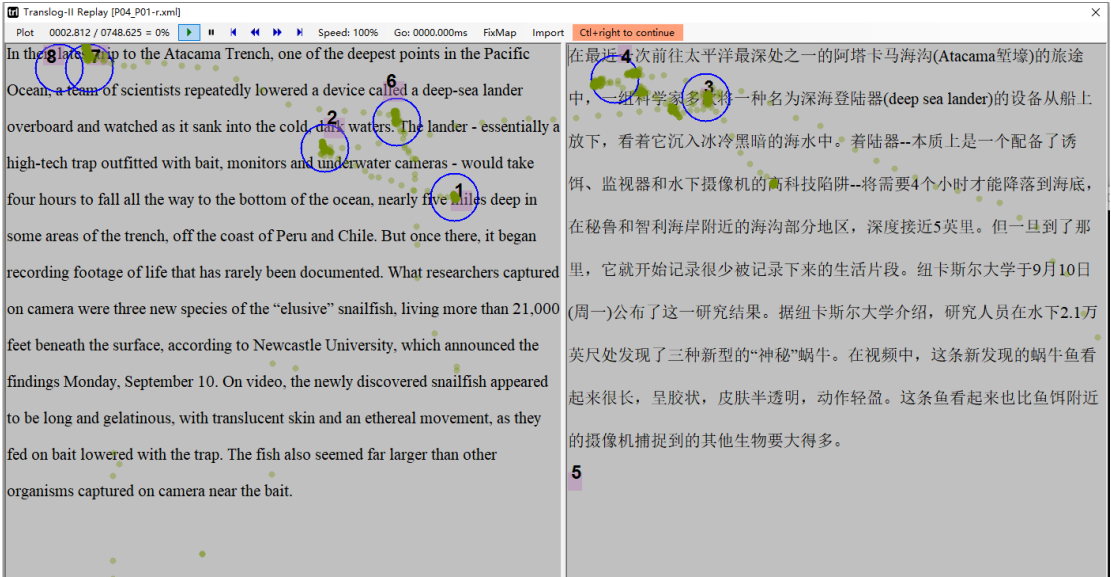 Translog-II Replay [P04_P01-r.xml]
Plot 0002.812 / 0748.625 = 0% Speed: 100% Go: 0000.000ms FixMap Import Ctl+right to continue
In their latest trip to the Atacama Trench, one of the deepest points in the Pacific
Ocean, a team of scientists repeatedly lowered a device called a deep-sea lander
overboard and watched as it sank into the cold, dark waters. The lander - essentially a
high-tech trap outfitted with bait, monitors and underwater cameras - would take
four hours to fall all the way to the bottom of the ocean, nearly five miles deep in
some areas of the trench, off the coast of Peru and Chile. But once there, it began
recording footage of life that has rarely been documented. What researchers captured
on camera were three new species of the “elusive” snailfish, living more than 21,000
feet beneath the surface, according to Newcastle University, which announced the
findings Monday, September 10. On video, the newly discovered snailfish appeared
to be long and gelatinous, with translucent skin and an ethereal movement, as they
fed on bait lowered with the trap. The fish also seemed far larger than other
organisms captured on camera near the bait.
8
7
6
2
1
在最近一次前往太平洋最深处之一的阿塔卡马海沟(Atacama堑壕)的旅途
中，一组科学家多次将一种名为深海登陆器(deep sea lander)的设备从船上
放下，看着它沉入冰冷黑暗的海水中。着陆器--本质上是一个配备了诱
饵、监视器和水下摄像机的高科技陷阱--将需要4个小时才能降落到海底，
在秘鲁和智利海岸附近的海沟部分地区，深度接近5英里。但一旦到了那
里，它就开始记录很少被记录下来的生活片段。纽卡斯尔大学于9月10日
(周一)公布了这一研究结果。据纽卡斯尔大学介绍，研究人员在水下2.1万
英尺处发现了三种新型的“神秘”蜗牛。在视频中，这条新发现的蜗牛鱼看
起来很长，呈胶状，皮肤半透明，动作轻盈。这条鱼看起来也比鱼饵附近
的摄像机捕捉到的其他生物要大得多。
4
3
5